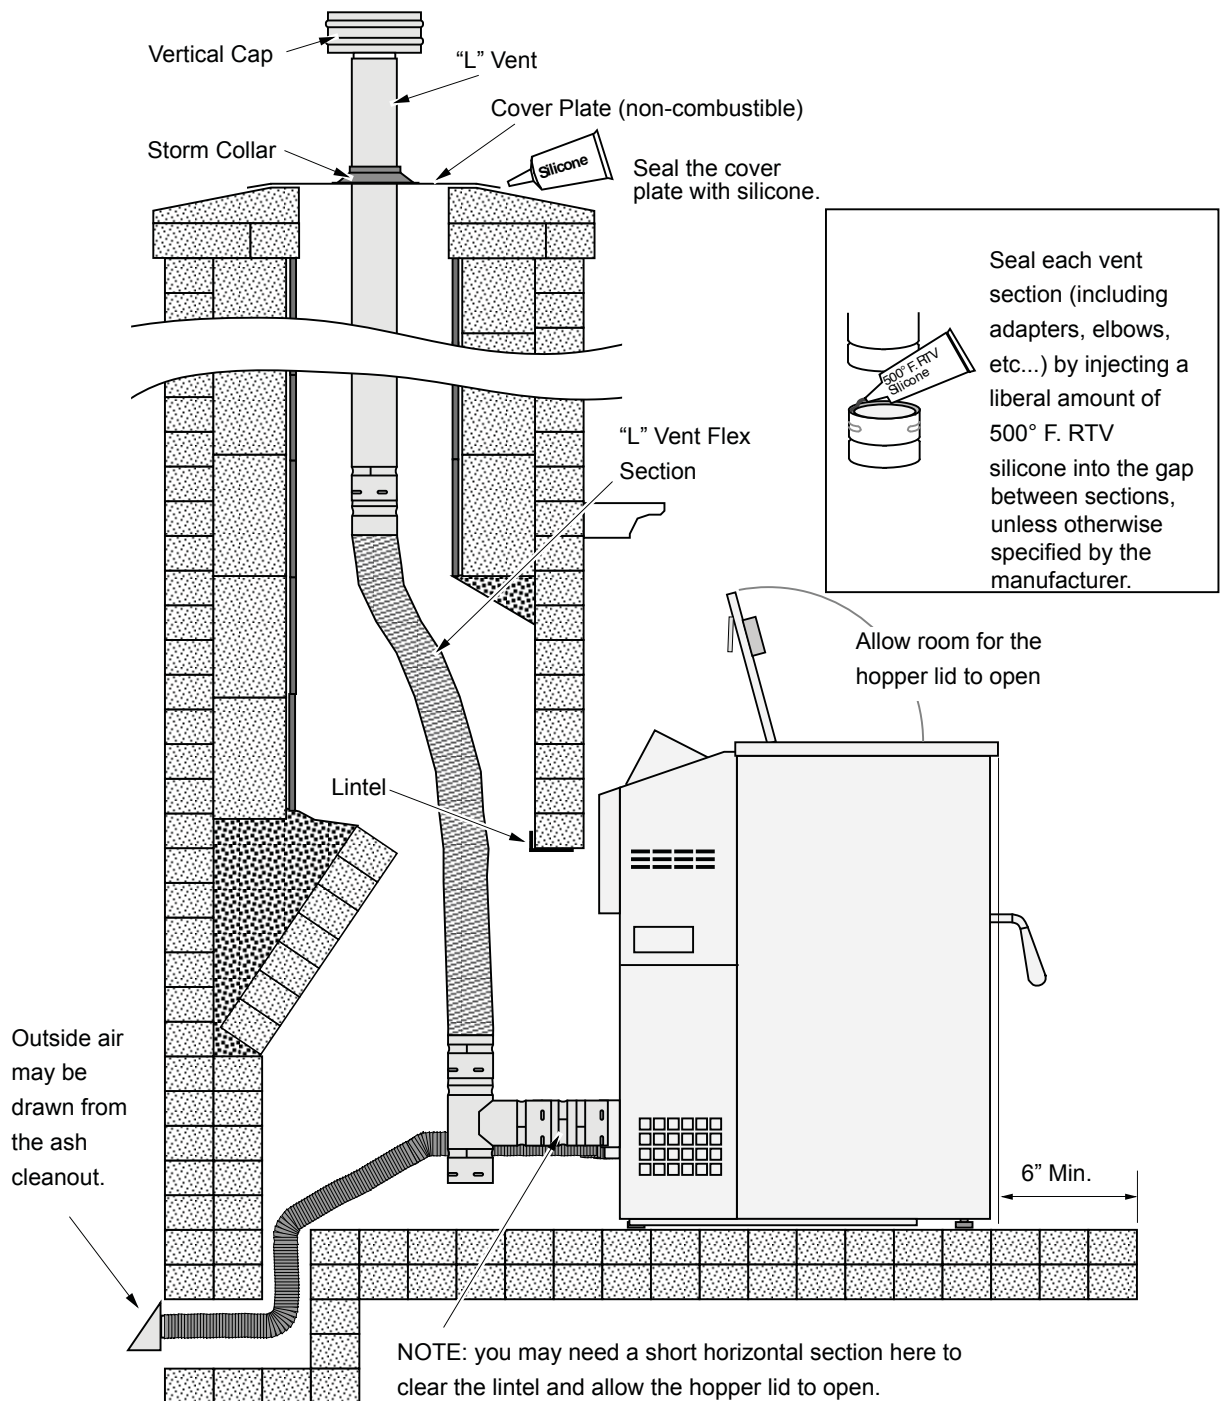 Vertical Cap
“L” Vent
Cover Plate (non-combustible)
Storm Collar
Silicone
Seal the cover
plate with silicone.
Seal each vent
section (including
adapters, elbows,
etc...) by injecting a
liberal amount of
500° F. RTV
silicone into the gap
between sections,
unless otherwise
specified by the
manufacturer.
500° F.RTV
Silicone
“L” Vent Flex
Section
Allow room for the
hopper lid to open
Lintel
Outside air
may be
drawn from
the ash
cleanout.
6” Min.
NOTE: you may need a short horizontal section here to
clear the lintel and allow the hopper lid to open.